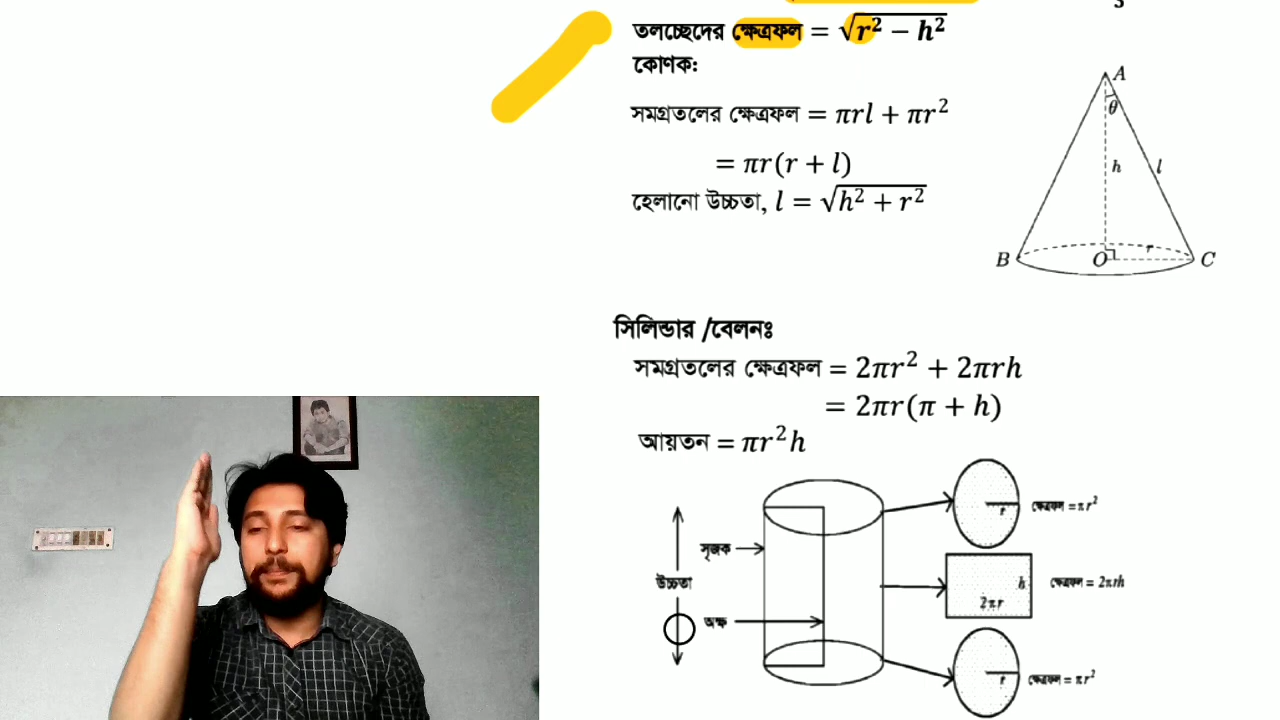 তলচ্ছেদের ক্ষেত্রফল = √r² − h²
কোণক:
সমগ্রতলের ক্ষেত্রফল = πrl + πr²
= πr(r + l)
হেলানো উচ্চতা, l = √h² + r²
A
θ
h
l
r
B
O
C
সিলিন্ডার /বেলনঃ
সমগ্রতলের ক্ষেত্রফল = 2πr² + 2πrh
= 2πr(π + h)
আয়তন = πr²h
r
ক্ষেত্রফল = πr²
সৃজক
উচ্চতা
h
2πr
ক্ষেত্রফল = 2πrh
অক্ষ
r
ক্ষেত্রফল = πr²